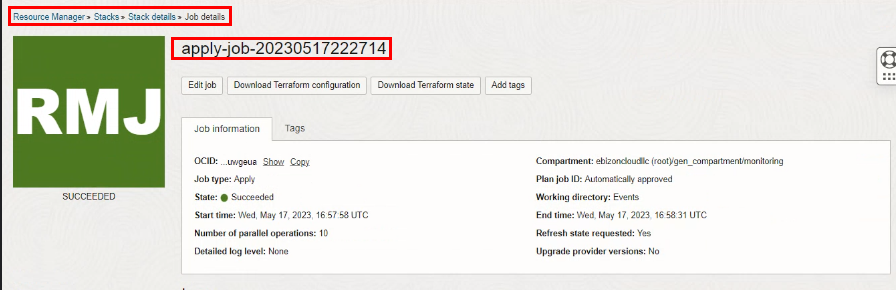 Resource Manager » Stacks » Stack details » Job details
apply-job-20230517222714
RMJ
SUCCEEDED
Edit job Download Terraform configuration Download Terraform state Add tags
Job information Tags
OCID: ...uwgeua Show Copy
Job type: Apply
State: Succeeded
Start time: Wed, May 17, 2023, 16:57:58 UTC
Number of parallel operations: 10
Detailed log level: None
Compartment: ebizoncloudllc (root)/gen_compartment/monitoring
Plan job ID: Automatically approved
Working directory: Events
End time: Wed, May 17, 2023, 16:58:31 UTC
Refresh state requested: Yes
Upgrade provider versions: No